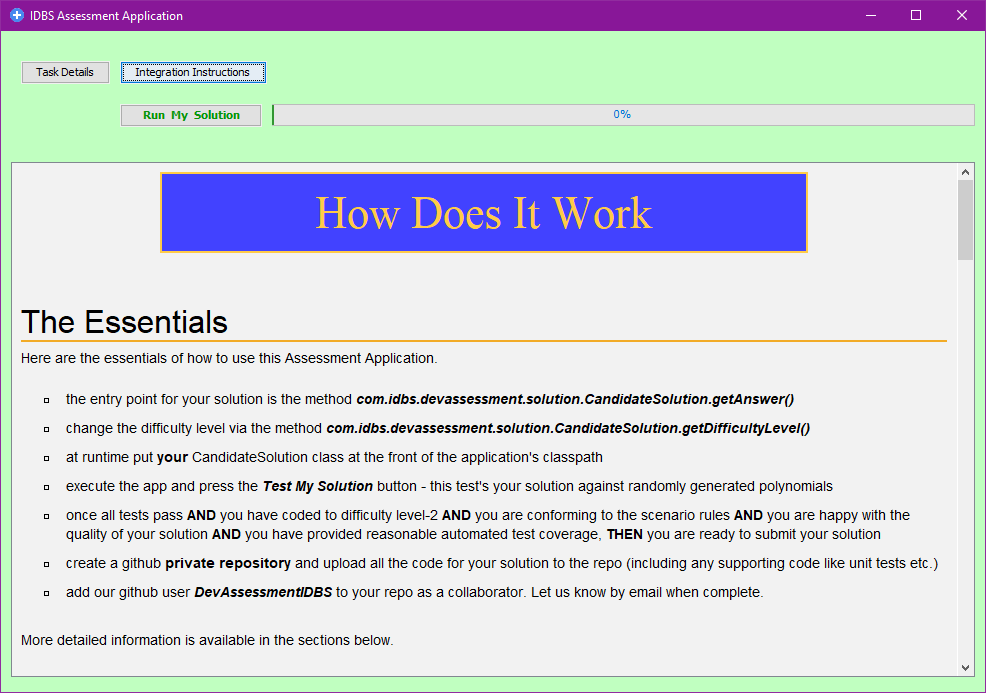 IDBS Assessment Application
Task Details
Integration Instructions
Run My Solution
0%
How Does It Work
The Essentials
Here are the essentials of how to use this Assessment Application.
the entry point for your solution is the method com.idbs.devassessment.solution.CandidateSolution.getAnswer()
change the difficulty level via the method com.idbs.devassessment.solution.CandidateSolution.getDifficultyLevel()
at runtime put your CandidateSolution class at the front of the application's classpath
execute the app and press the Test My Solution button - this test's your solution against randomly generated polynomials
once all tests pass AND you have coded to difficulty level-2 AND you are conforming to the scenario rules AND you are happy with the
quality of your solution AND you have provided reasonable automated test coverage, THEN you are ready to submit your solution
create a github private repository and upload all the code for your solution to the repo (including any supporting code like unit tests etc.)
add our github user DevAssessmentIDBS to your repo as a collaborator. Let us know by email when complete.
More detailed information is available in the sections below.